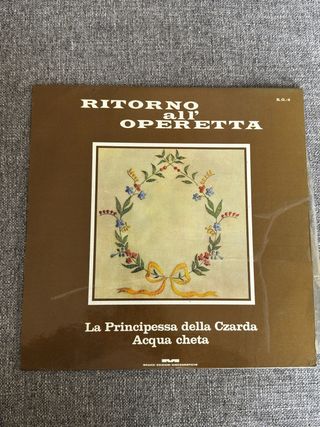 R.O.-4
RITORNO
all'
OPERETTA
La Principessa della Czarda
Acqua cheta